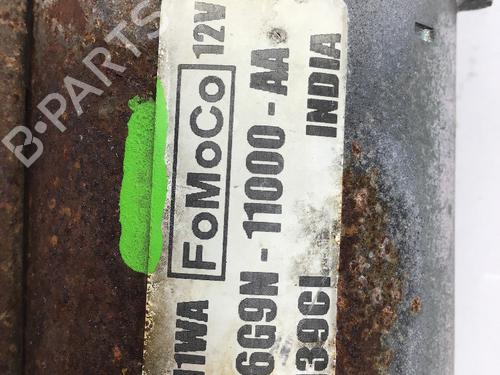 FoMoCo 12V
6G9N-11000-AA
INDIA
B-PARTS